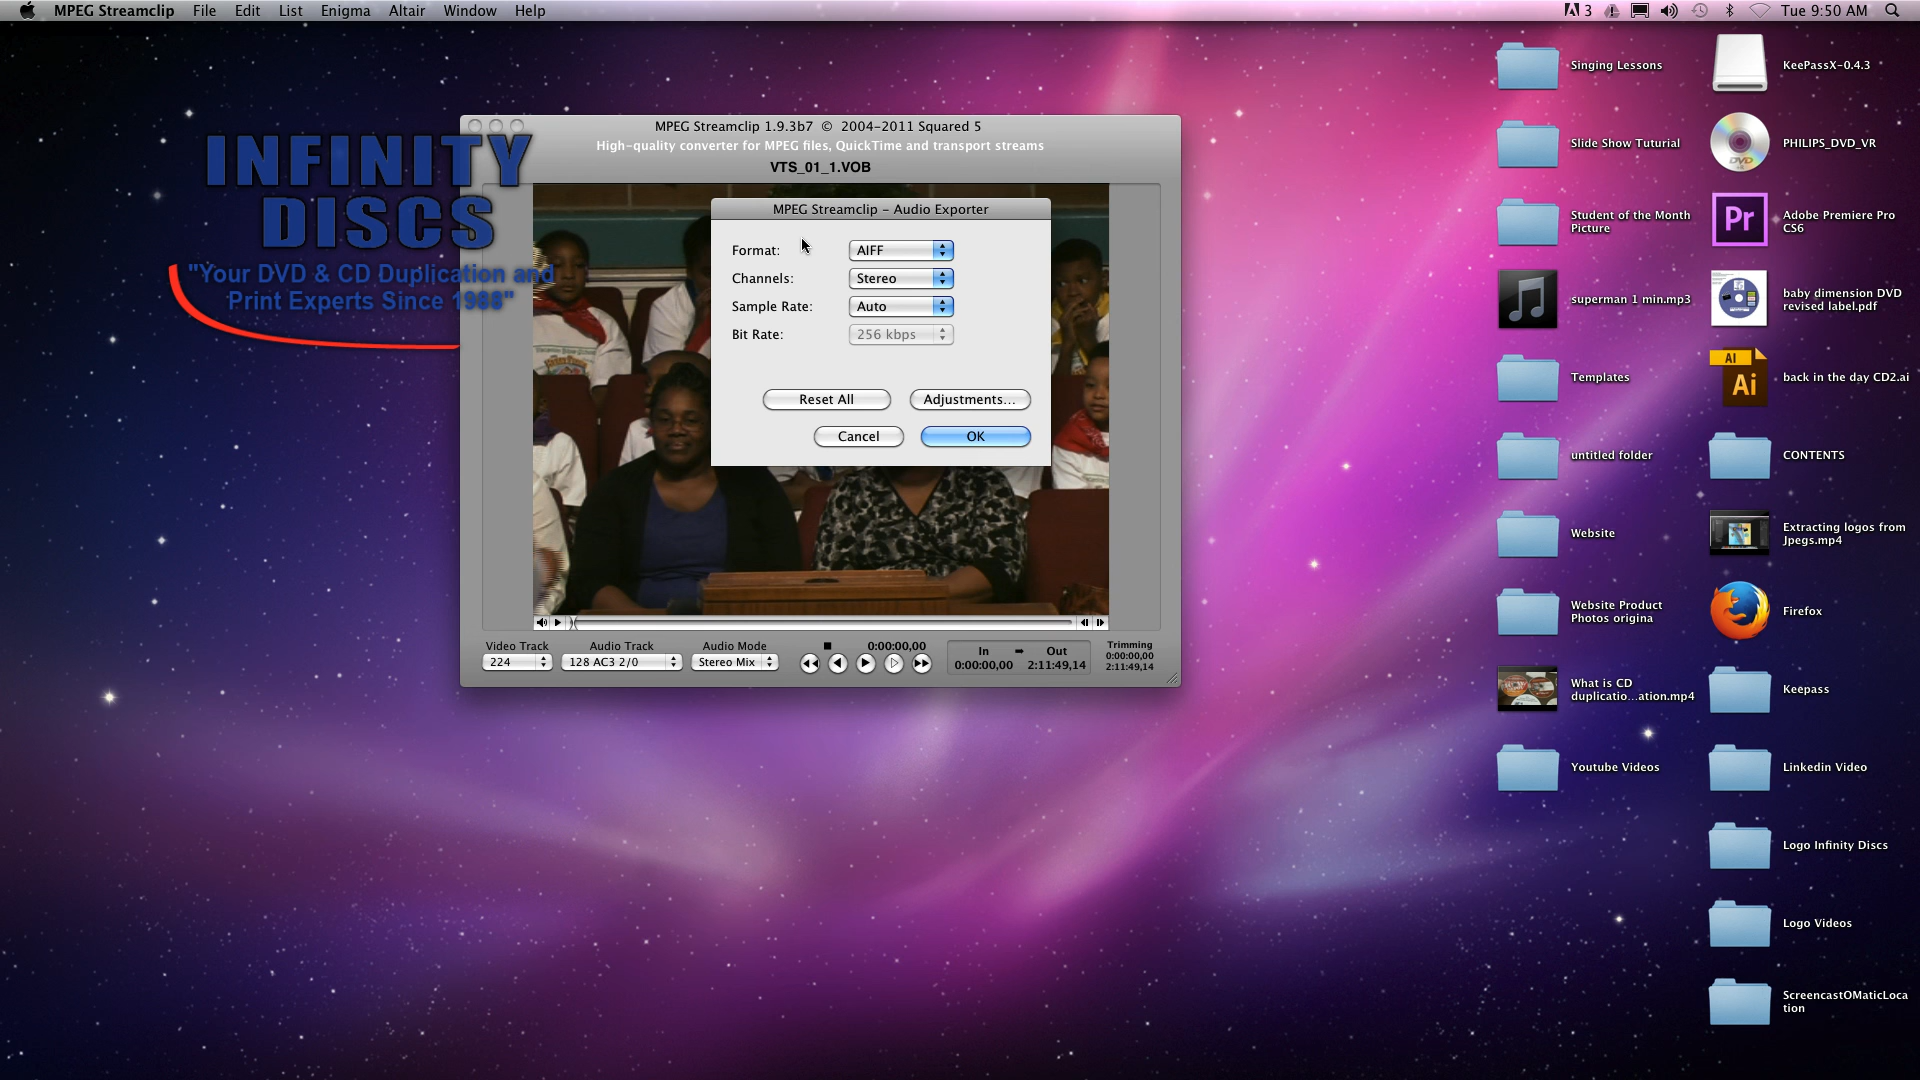 MPEG Streamclip File Edit List Enigma Altair Window Help
3 Tue 9:50 AM
INFINITY
DISCS
"Your DVD & CD Duplication and
Print Experts Since 1988"
MPEG Streamclip 1.9.3b7 © 2004-2011 Squared 5
High-quality converter for MPEG files, QuickTime and transport streams
VTS_01_1.VOB
MPEG Streamclip - Audio Exporter
Format: AIFF
Channels: Stereo
Sample Rate: Auto
Bit Rate: 256 kbps
Reset All Adjustments...
Cancel OK
Video Track Audio Track Audio Mode 0:00:00,00
224 128 AC3 2/0 Stereo Mix
In Out
0:00:00,00 2:11:49,14
Trimming
0:00:00,00
2:11:49,14
Singing Lessons
Slide Show Tuturial
Student of the Month
Picture
superman 1 min.mp3
Templates
untitled folder
Website
Website Product
Photos origina
What is CD
duplicatio...ation.mp4
Youtube Videos
KeePassX-0.4.3
DVD
PHILIPS_DVD_VR
Pr
Adobe Premiere Pro
CS6
baby dimension DVD
revised label.pdf
AI
Ai
back in the day CD2.ai
CONTENTS
Extracting logos from
Jpegs.mp4
Firefox
Keepass
Linkedin Video
Logo Infinity Discs
Logo Videos
ScreencastOMaticLoca
tion